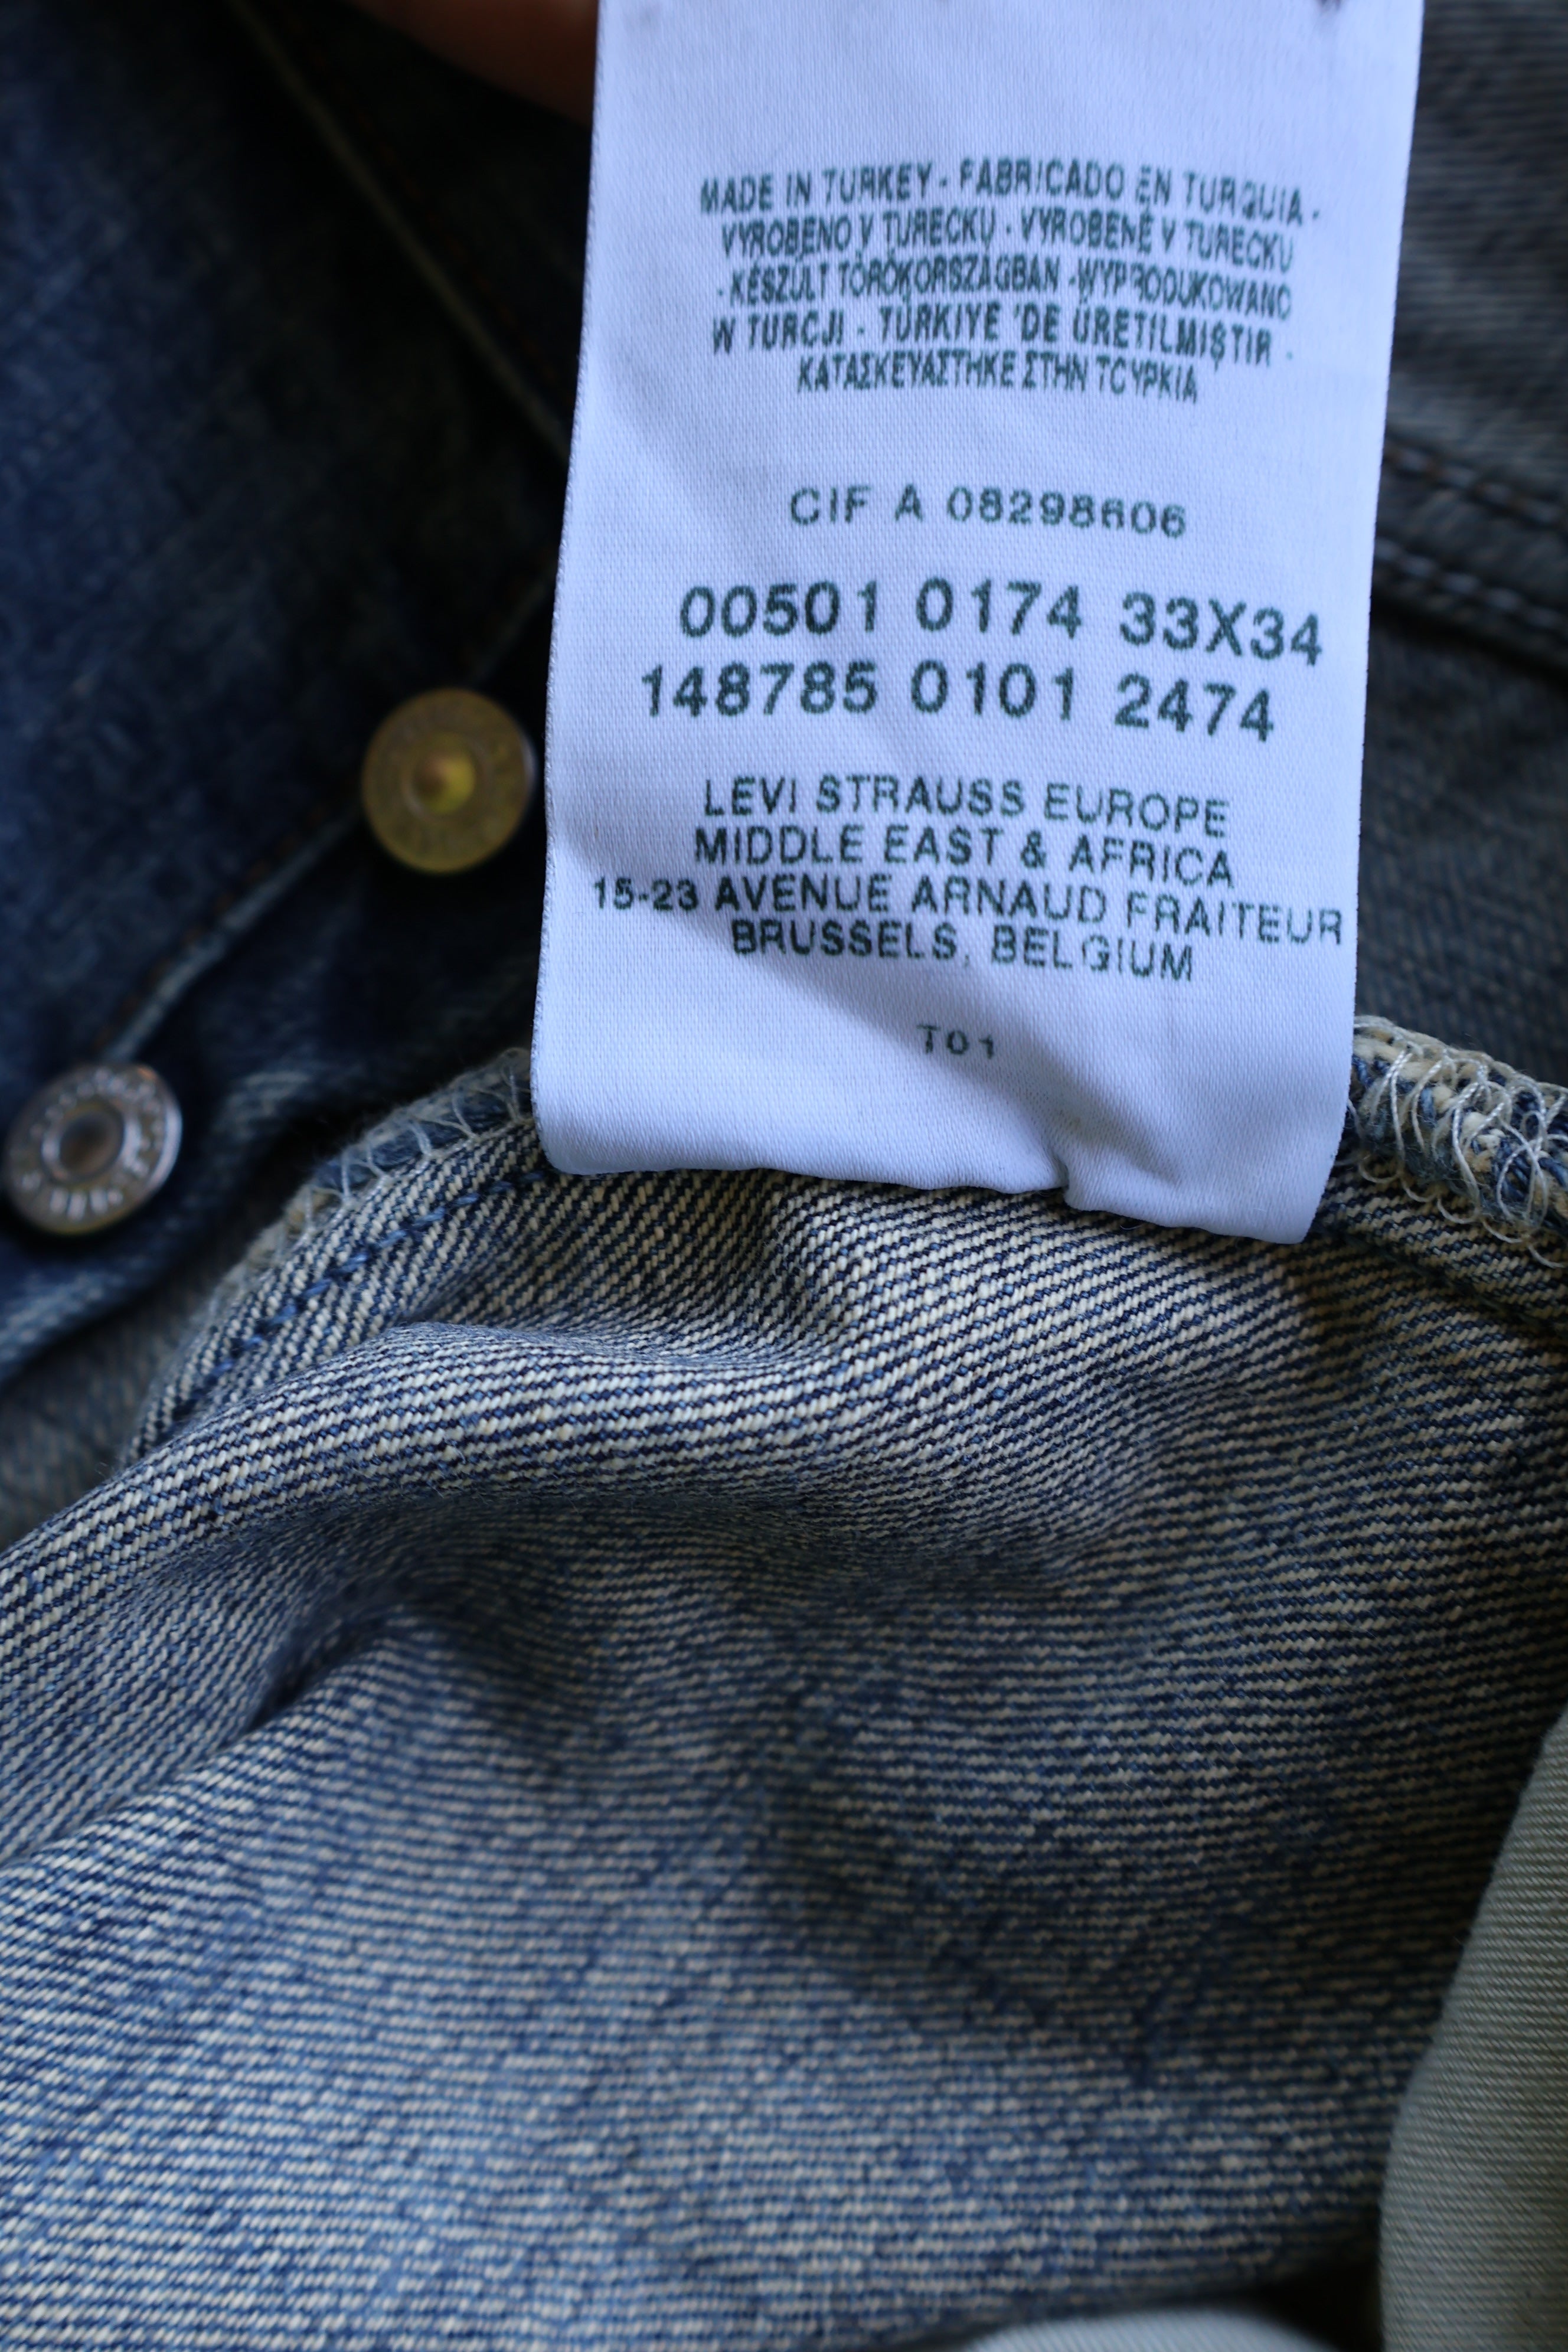 MADE IN TURKEY - FABRICADO EN TURQUIA -
VYROBENO V TURECKU - VYROBENÉ V TURECKU
- KÉSZÜLT TÖRÖKORSZÁGBAN - WYPRODUKOWANO
W TURCJI - TÜRKIYE 'DE ÜRETILMIŞTIR -
ΚΑΤΑΣΚΕΥΑΣΤΗΚΕ ΣΤΗΝ ΤΟΥΡΚΙΑ
CIF A 08298606
00501 0174 33X34
148785 0101 2474
LEVI STRAUSS EUROPE
MIDDLE EAST & AFRICA
15-23 AVENUE ARNAUD FRAITEUR
BRUSSELS, BELGIUM
T01